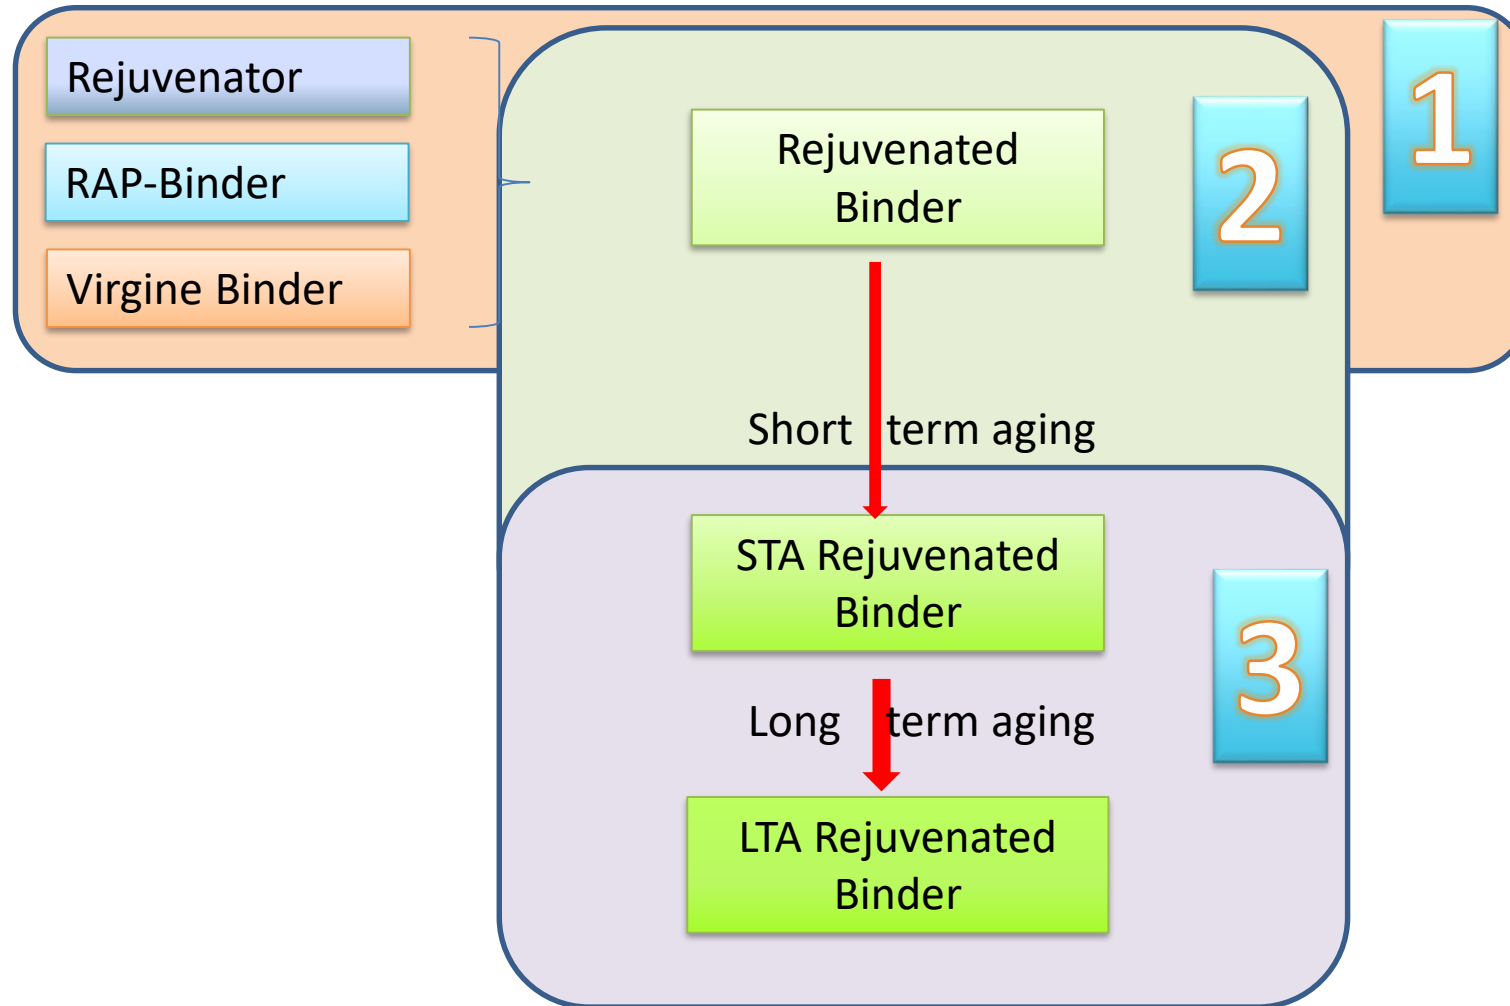 Rejuvenator
RAP-Binder
Virgine Binder
1
Rejuvenated
Binder
2
Short term aging
STA Rejuvenated
Binder
3
Long term aging
LTA Rejuvenated
Binder